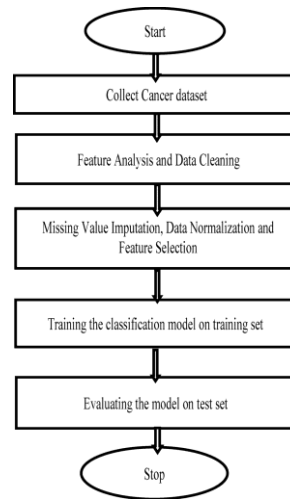 Start
Collect Cancer dataset
Feature Analysis and Data Cleaning
Missing Value Imputation, Data Normalization and
Feature Selection
Training the classification model on training set
Evaluating the model on test set
Stop